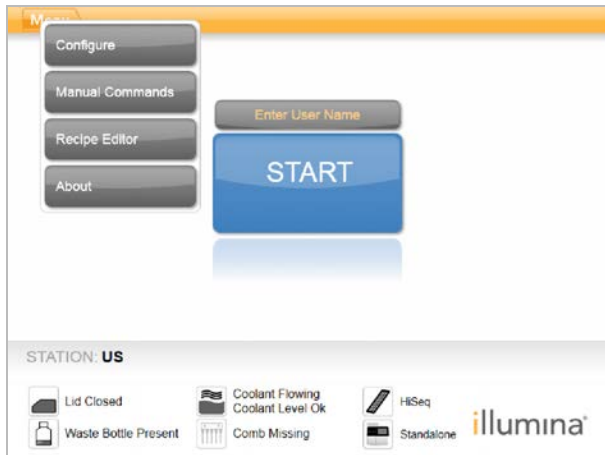 Menu
Configure
Manual Commands
Recipe Editor
About
Enter User Name
START
STATION: US
Lid Closed
Coolant Flowing
Coolant Level Ok
HiSeq
Waste Bottle Present
Comb Missing
Standalone
illumina®